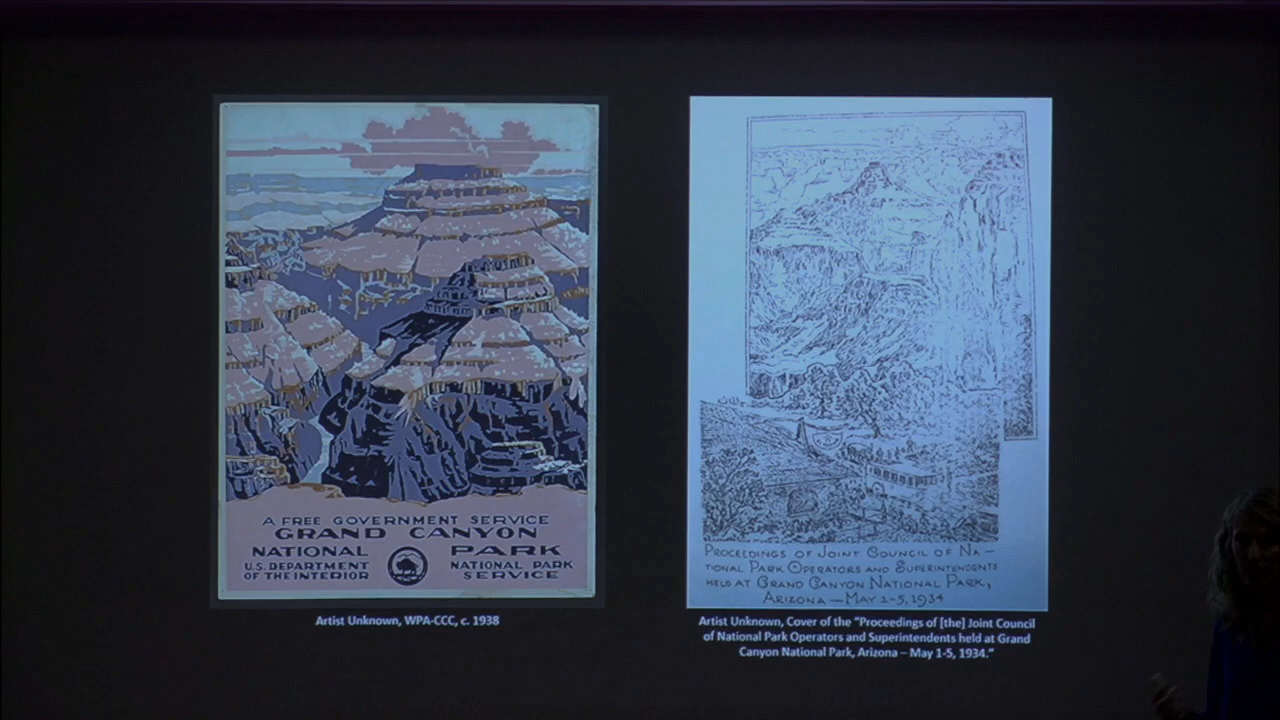 A FREE GOVERNMENT SERVICE
GRAND CANYON
NATIONAL PARK
U.S. DEPARTMENT OF THE INTERIOR
NATIONAL PARK SERVICE
Artist Unknown, WPA-CCC, c. 1938
PROCEEDINGS OF JOINT COUNCIL OF NA-
TIONAL PARK OPERATORS AND SUPERINTENDENTS
HELD AT GRAND CANYON NATIONAL PARK,
ARIZONA — MAY 1-5, 1934
Artist Unknown, Cover of the "Proceedings of [the] Joint Council
of National Park Operators and Superintendents held at Grand
Canyon National Park, Arizona – May 1-5, 1934."